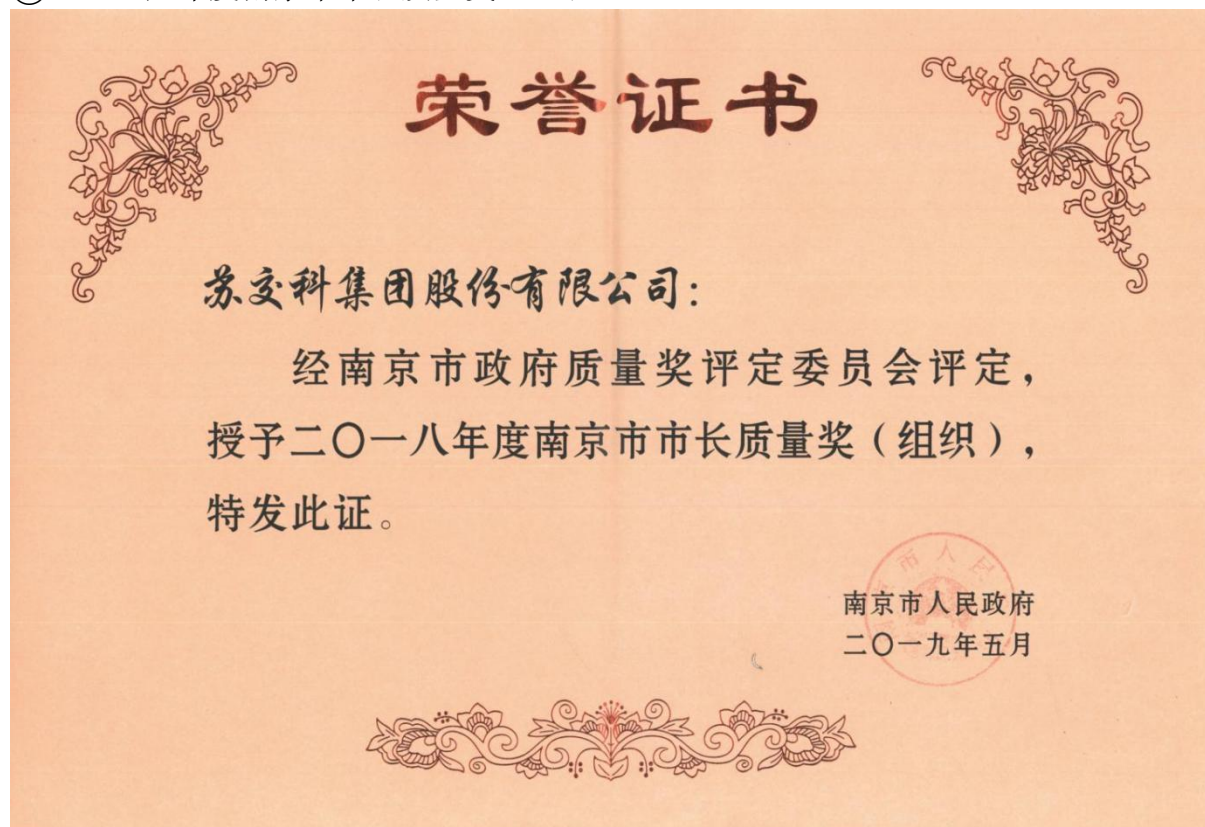 荣誉证书
苏交科集团股份有限公司：
经南京市政府质量奖评定委员会评定，
授予二〇一八年度南京市市长质量奖（组织），
特发此证。
南京市人民政府
二〇一九年五月